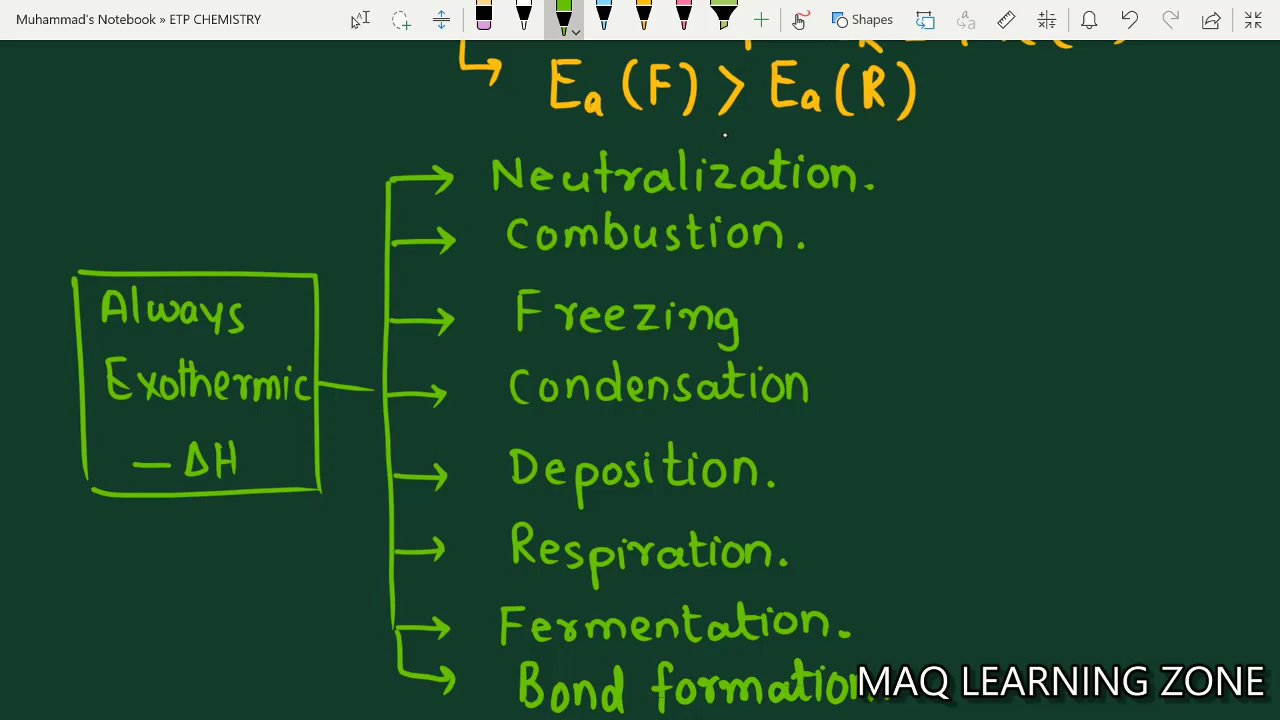 Muhammad's Notebook » ETP CHEMISTRY
Shapes
Ea (F) > Ea (R)
Neutralization.
Combustion.
Freezing
Always
Exothermic
— ΔH
Condensation
Deposition.
Respiration.
Fermentation.
Bond formation.
MAQ LEARNING ZONE